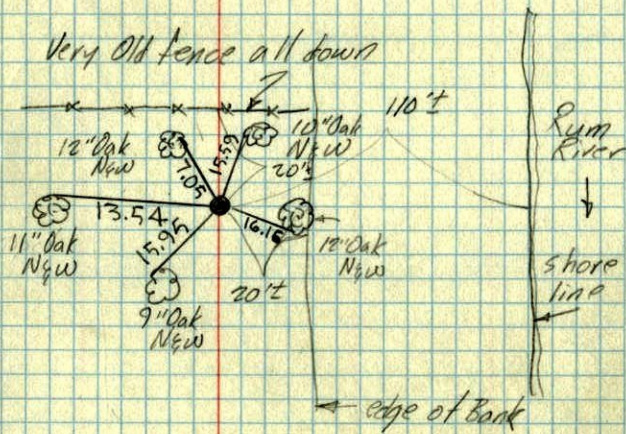 Very Old fence all down
110'±
12"Oak
N&W
10"Oak
N&W
Rum
River
7.05
15.59
20'±
13.54
16.16
11"Oak
N&W
15.95
12"Oak
N&W
20'±
9"Oak
N&W
shore
line
edge of Bank